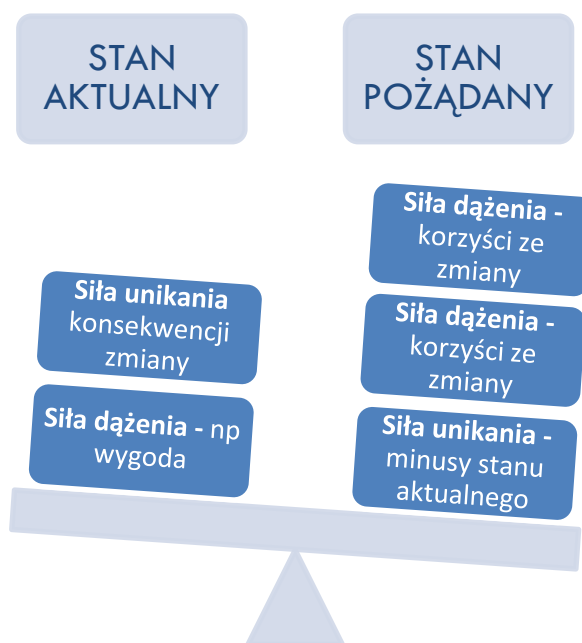 STAN
AKTUALNY
STAN
POŻĄDANY
Siła unikania
konsekwencji
zmiany
Siła dążenia - np
wygoda
Siła dążenia -
korzyści ze
zmiany
Siła dążenia -
korzyści ze
zmiany
Siła unikania -
minusy stanu
aktualnego